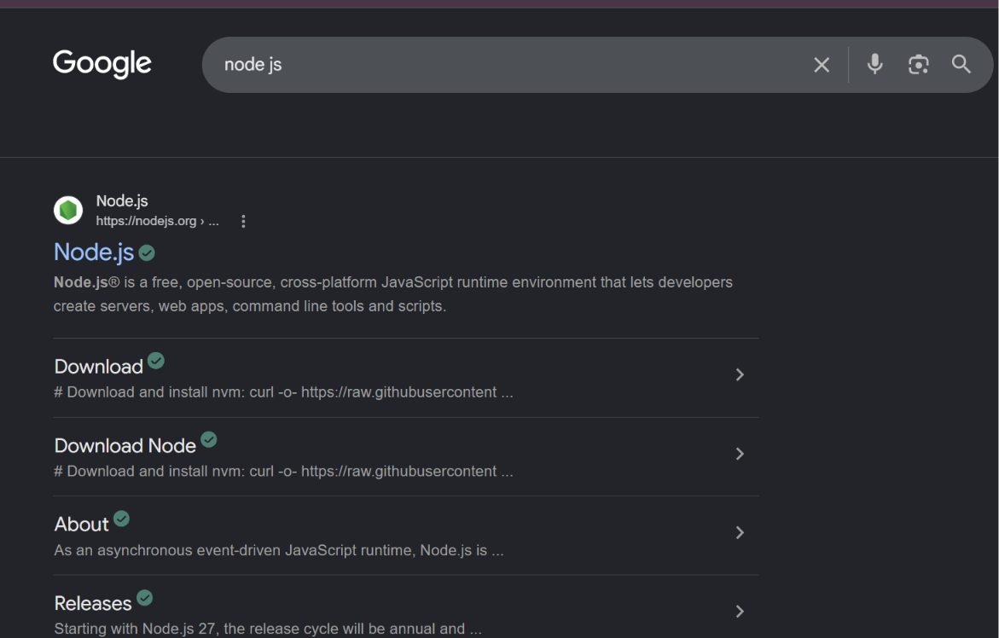 Google
node js
Node.js
https://nodejs.org › ...
Node.js
Node.js® is a free, open-source, cross-platform JavaScript runtime environment that lets developers
create servers, web apps, command line tools and scripts.
Download
# Download and install nvm: curl -o- https://raw.githubusercontent ...
Download Node
# Download and install nvm: curl -o- https://raw.githubusercontent ...
About
As an asynchronous event-driven JavaScript runtime, Node.js is ...
Releases
Starting with Node.js 27, the release cycle will be annual and ...